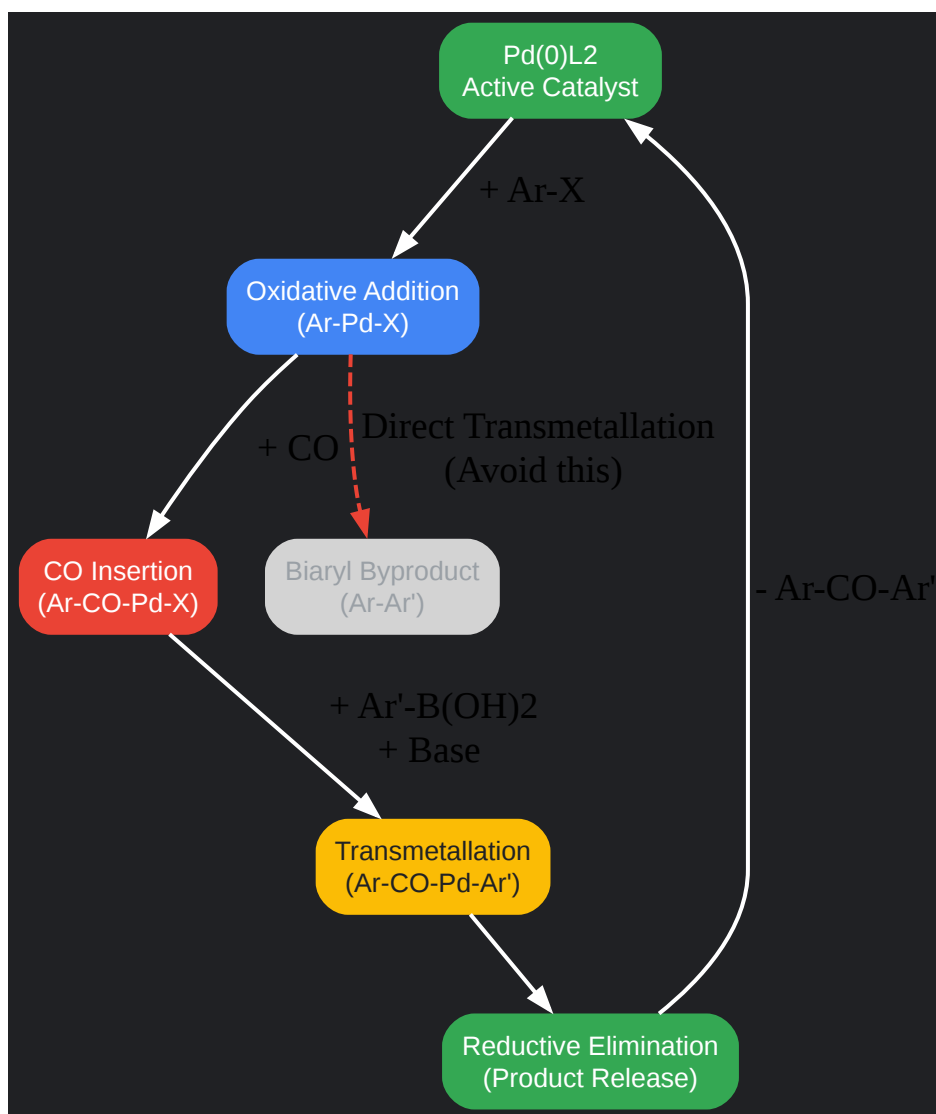 Pd(0)L2
Active Catalyst
+ Ar-X
Oxidative Addition
(Ar-Pd-X)
+ CO
Direct Transmetallation
(Avoid this)
CO Insertion
(Ar-CO-Pd-X)
Biaryl Byproduct
(Ar-Ar')
- Ar-CO-Ar'
+ Ar'-B(OH)2
+ Base
Transmetallation
(Ar-CO-Pd-Ar')
Reductive Elimination
(Product Release)